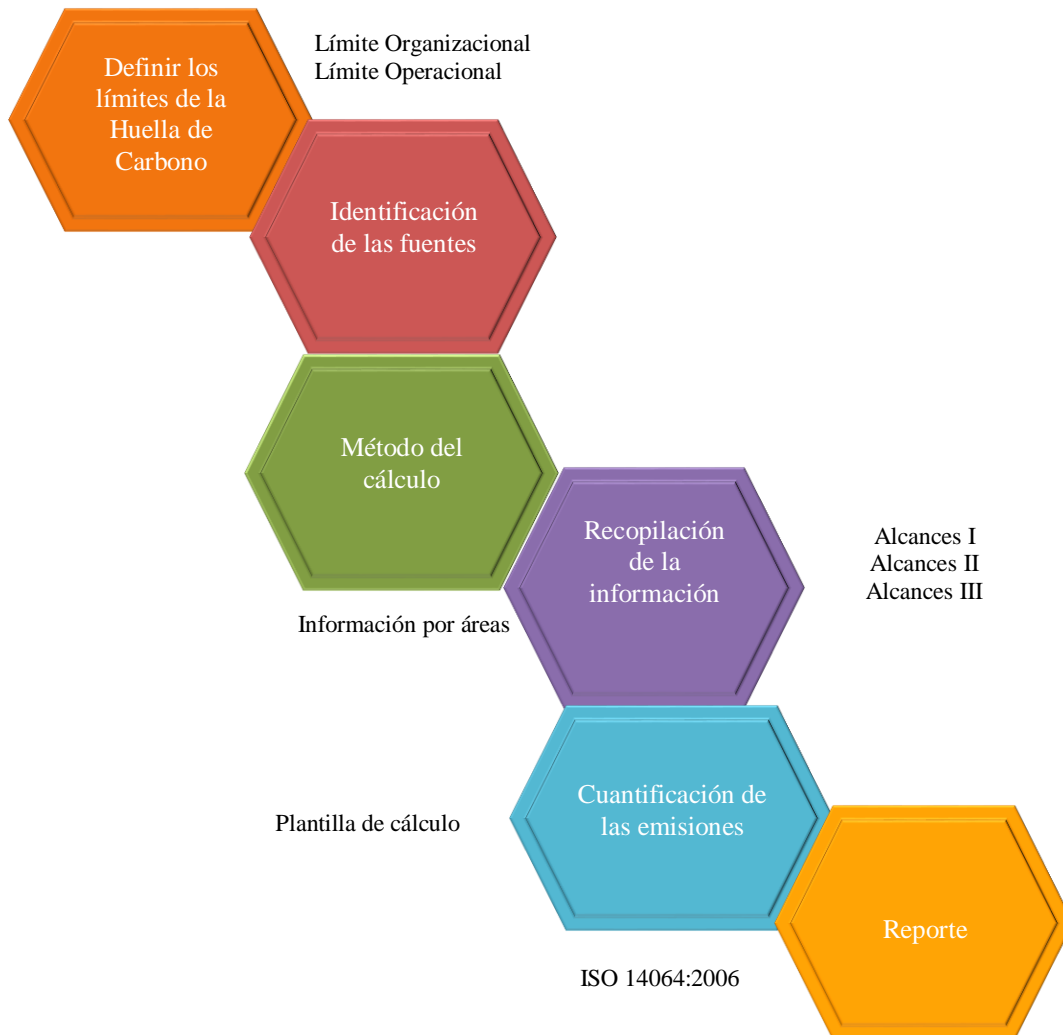 Definir los
límites de la
Huella de
Carbono
Límite Organizacional
Límite Operacional
Identificación
de las fuentes
Método del
cálculo
Recopilación
de la
información
Alcances I
Alcances II
Alcances III
Información por áreas
Cuantificación de
las emisiones
Plantilla de cálculo
Reporte
ISO 14064:2006